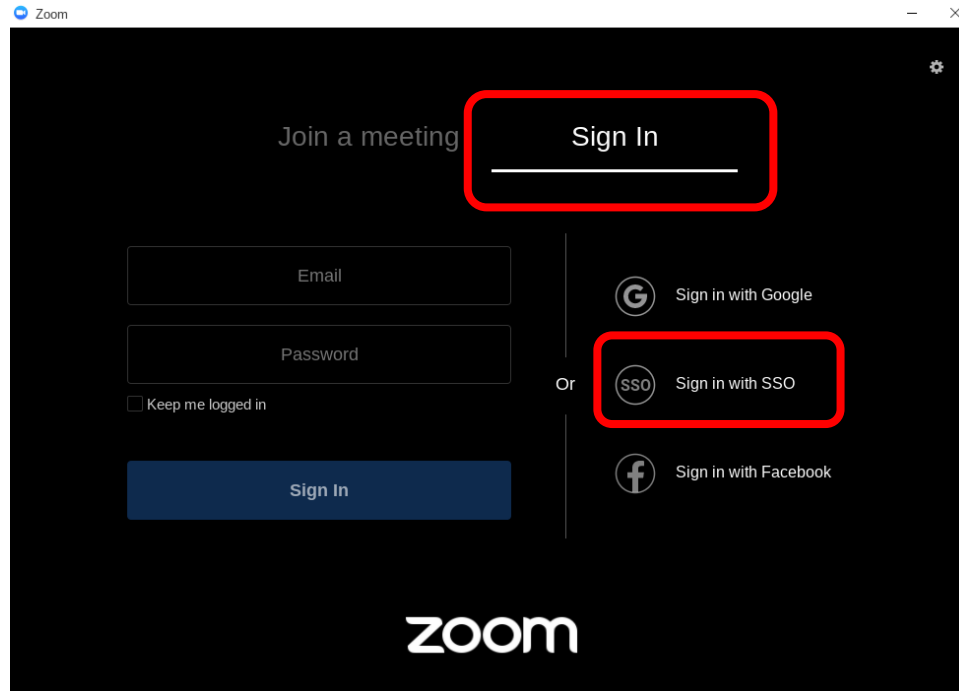 Zoom
Join a meeting
Sign In
Email
Password
Keep me logged in
Sign In
Or
G Sign in with Google
SSO Sign in with SSO
f Sign in with Facebook
zoom